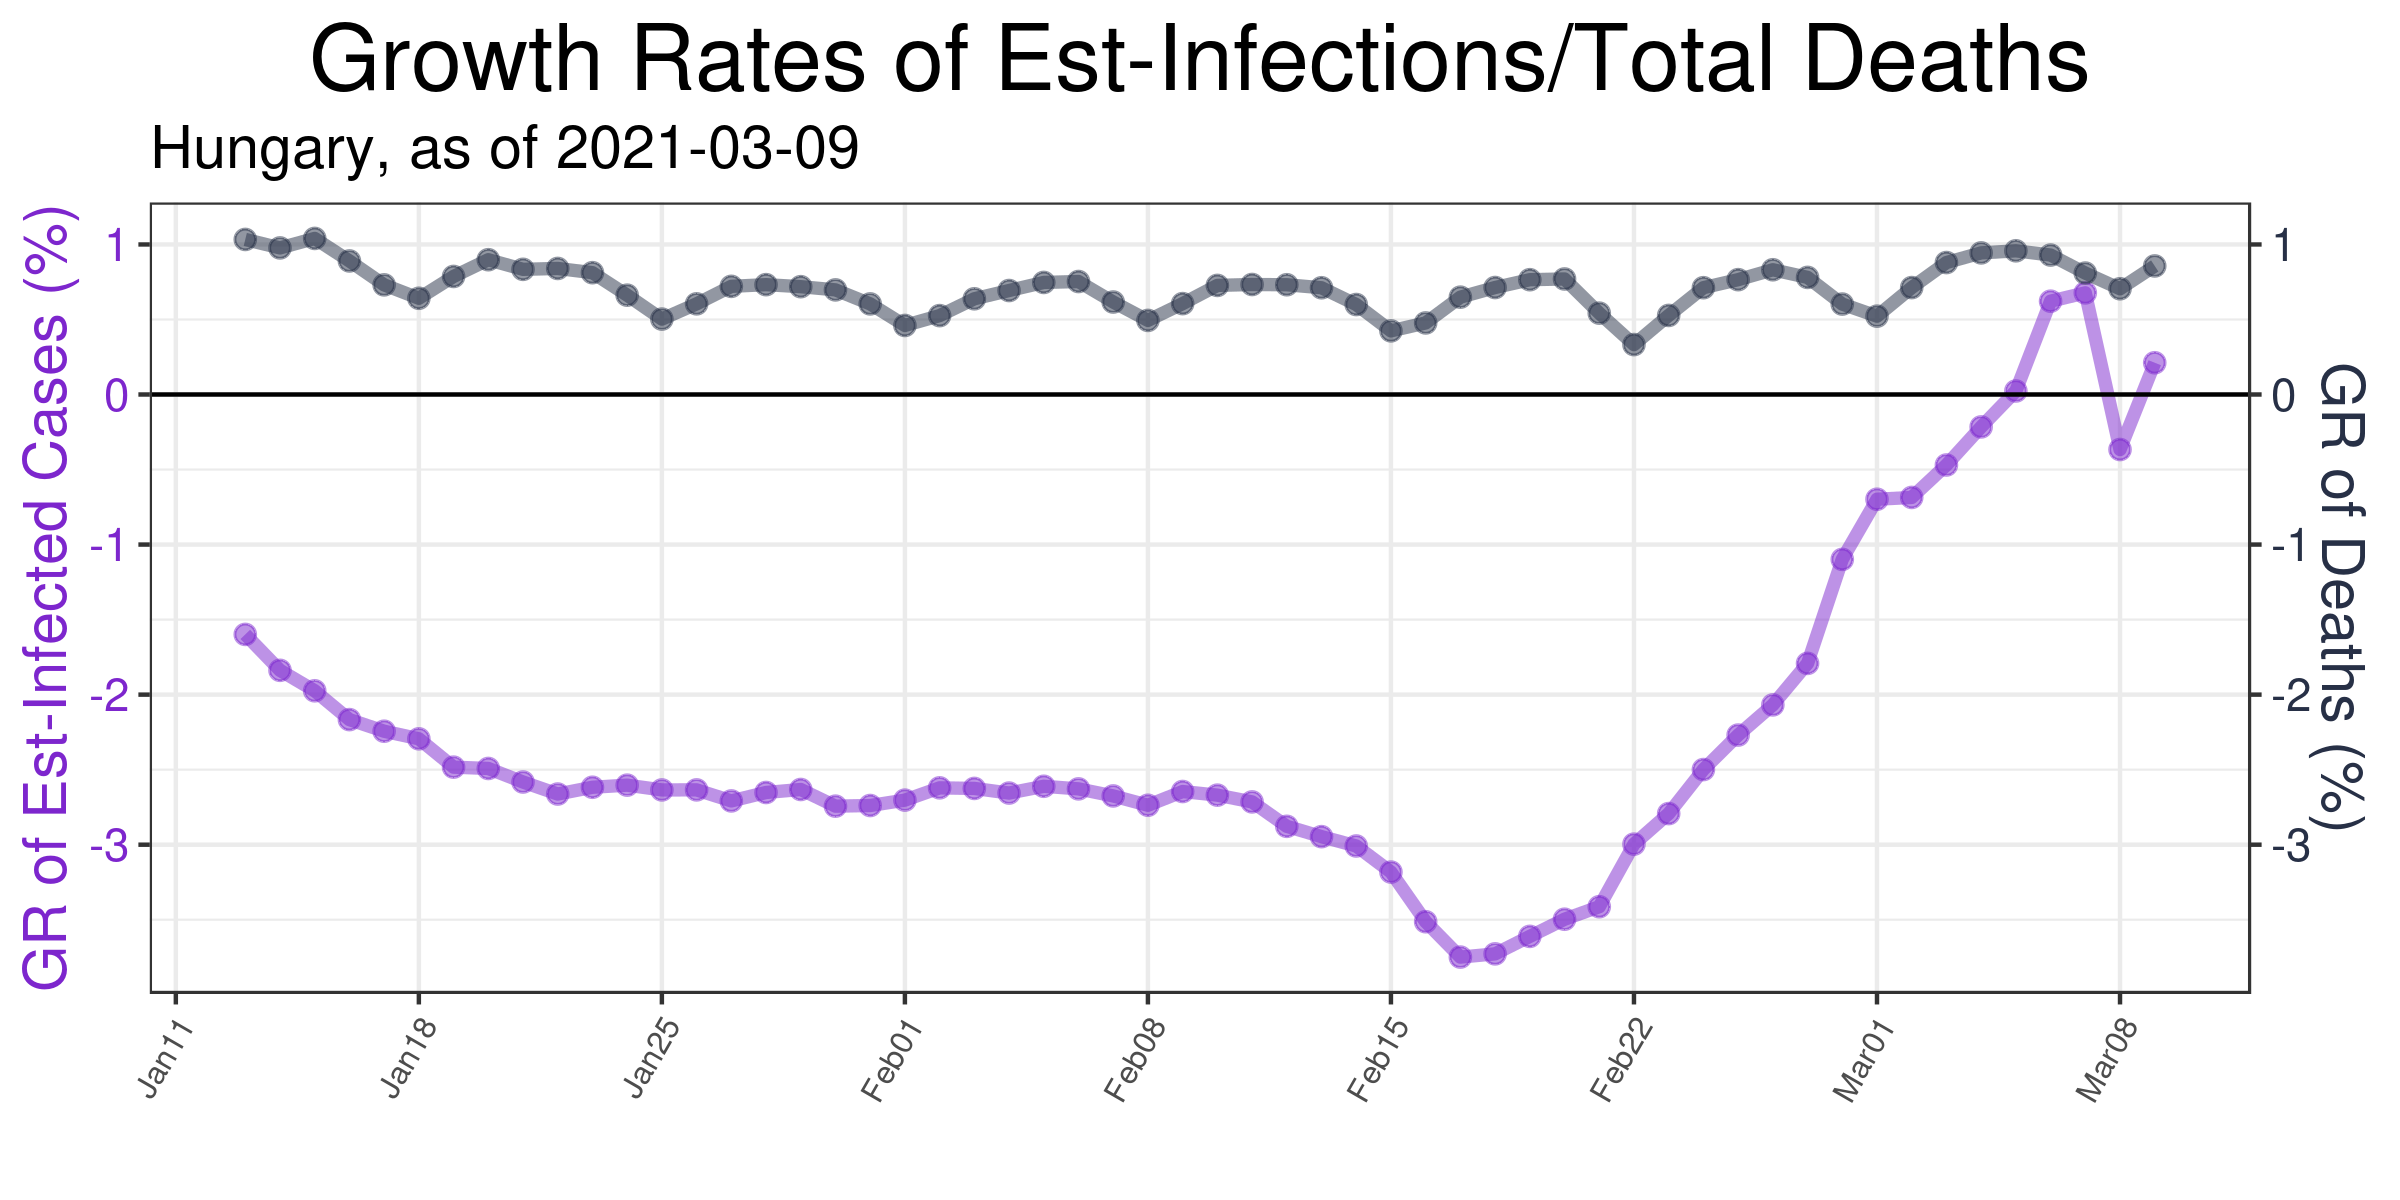 Growth Rates of Est-Infections/Total Deaths
Hungary, as of 2021-03-09
GR of Est-Infected Cases (%)
1
0
-1
-2
-3
1
0
-1
-2
-3
GR of Deaths (%)
Jan11
Jan18
Jan25
Feb01
Feb08
Feb15
Feb22
Mar01
Mar08